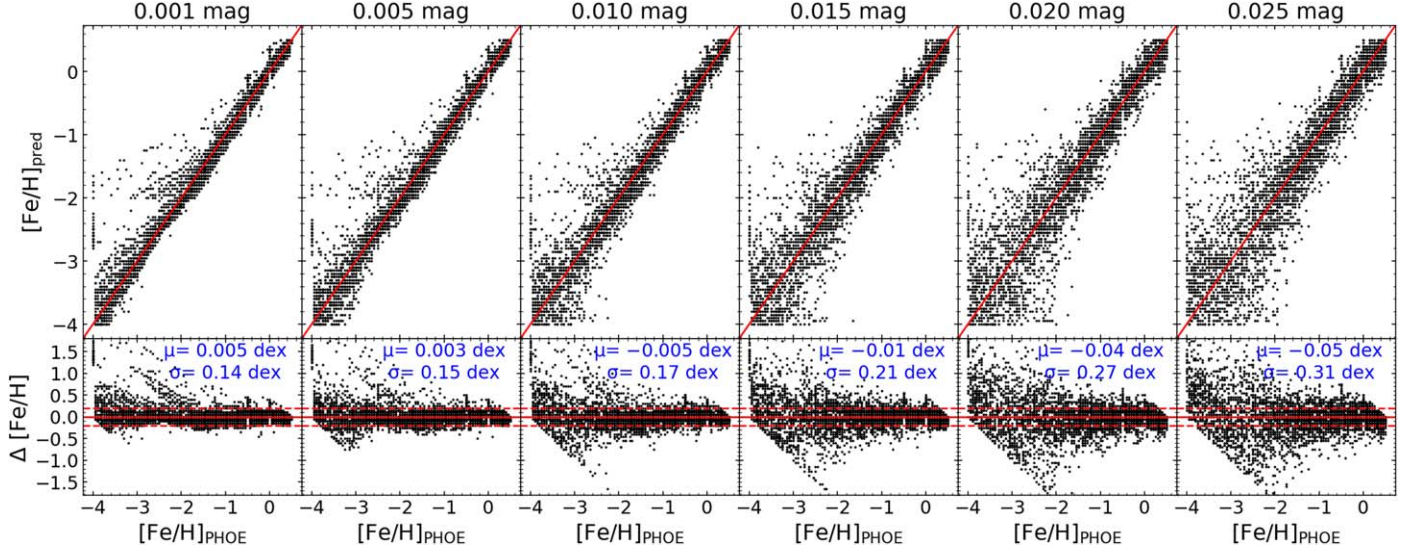 0.001 mag 0.005 mag 0.010 mag 0.015 mag 0.020 mag 0.025 mag
0
−1
−2
−3
−4
[Fe/H]pred
μ= 0.005 dex μ= 0.003 dex μ= −0.005 dex μ= −0.01 dex μ= −0.04 dex μ= −0.05 dex
σ= 0.14 dex σ= 0.15 dex σ= 0.17 dex σ= 0.21 dex σ= 0.27 dex σ= 0.31 dex
1.5
1.0
0.5
0.0
−0.5
−1.0
−1.5
Δ [Fe/H]
−4 −3 −2 −1 0 −4 −3 −2 −1 0 −4 −3 −2 −1 0 −4 −3 −2 −1 0 −4 −3 −2 −1 0 −4 −3 −2 −1 0
[Fe/H]PHOE [Fe/H]PHOE [Fe/H]PHOE [Fe/H]PHOE [Fe/H]PHOE [Fe/H]PHOE